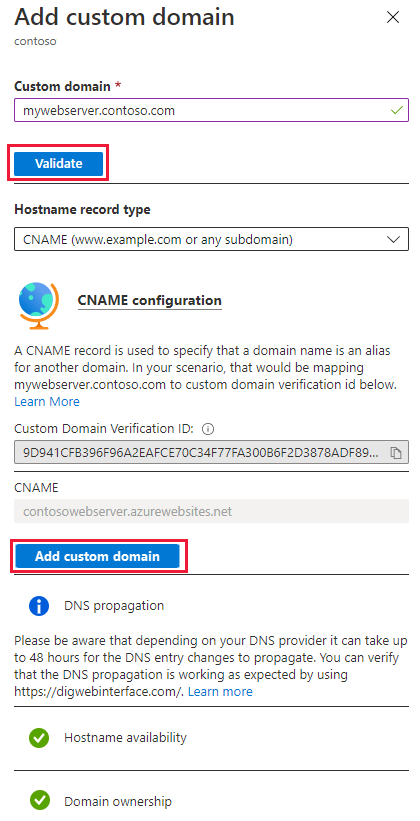 Add custom domain
contoso
Custom domain *
mywebserver.contoso.com
Validate
Hostname record type
CNAME (www.example.com or any subdomain)
CNAME configuration
A CNAME record is used to specify that a domain name is an alias
for another domain. In your scenario, that would be mapping
mywebserver.contoso.com to custom domain verification id below.
Learn More
Custom Domain Verification ID:
9D941CFB396F96A2EAFCE70C34F77FA300B6F2D3878ADF89...
CNAME
contosowebserver.azurewebsites.net
Add custom domain
DNS propagation
Please be aware that depending on your DNS provider it can take up
to 48 hours for the DNS entry changes to propagate. You can verify
that the DNS propagation is working as expected by using
https://digwebinterface.com/. Learn more
Hostname availability
Domain ownership